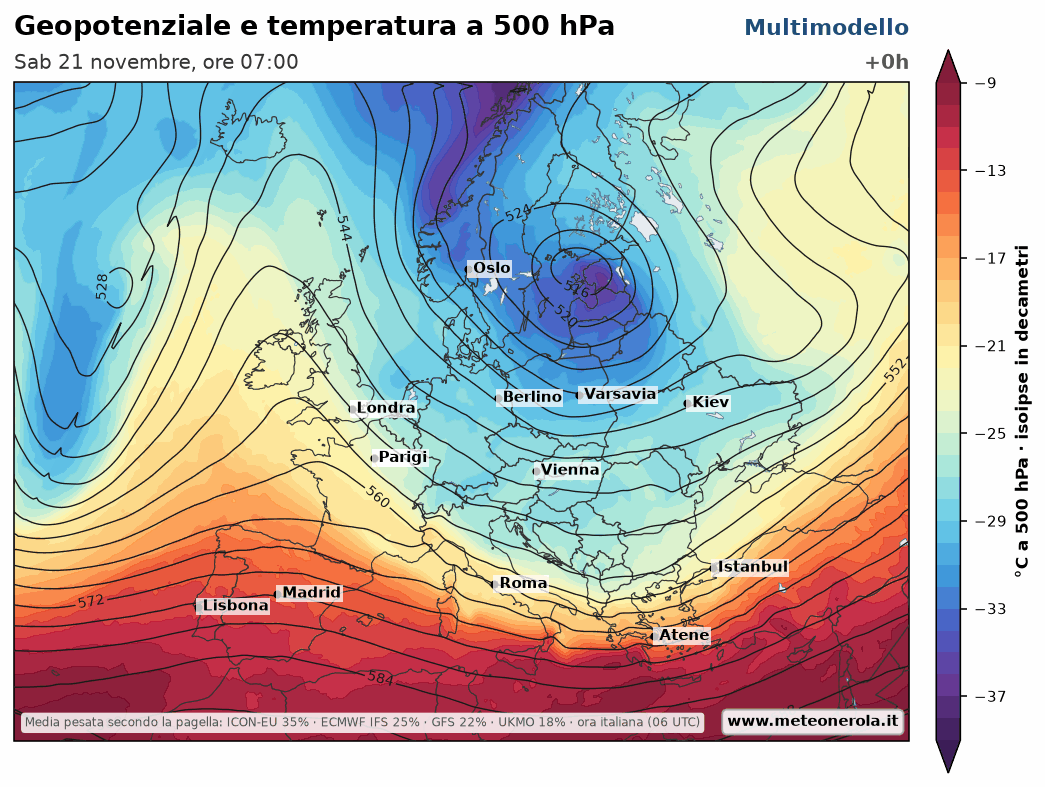 Geopotenziale e temperatura a 500 hPa
Multimodello
Sab 21 novembre, ore 07:00
+0h
−9
−13
−17
−21
−25
−29
−33
−37
°C a 500 hPa · isoipse in decametri
544
524
528
516
520
552
560
572
584
Oslo
Londra
Berlino
Varsavia
Kiev
Parigi
Vienna
Roma
Istanbul
Madrid
Lisbona
Atene
Media pesata secondo la pagella: ICON-EU 35% · ECMWF IFS 25% · GFS 22% · UKMO 18% · ora italiana (06 UTC)
www.meteonerola.it